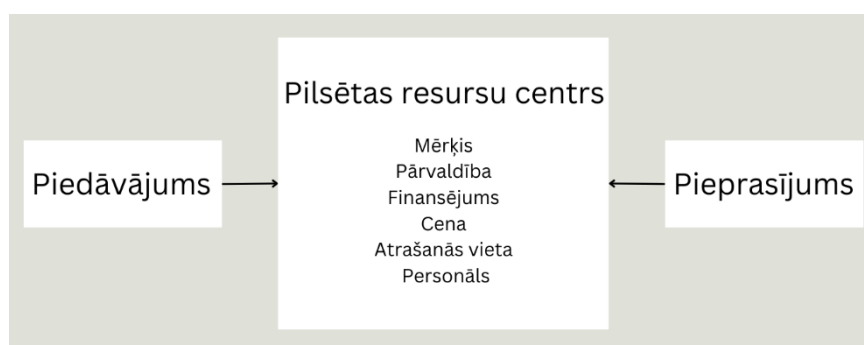 Piedāvājums
Pilsētas resursu centrs
Mērķis
Pārvaldība
Finansējums
Cena
Atrašanās vieta
Personāls
Pieprasījums